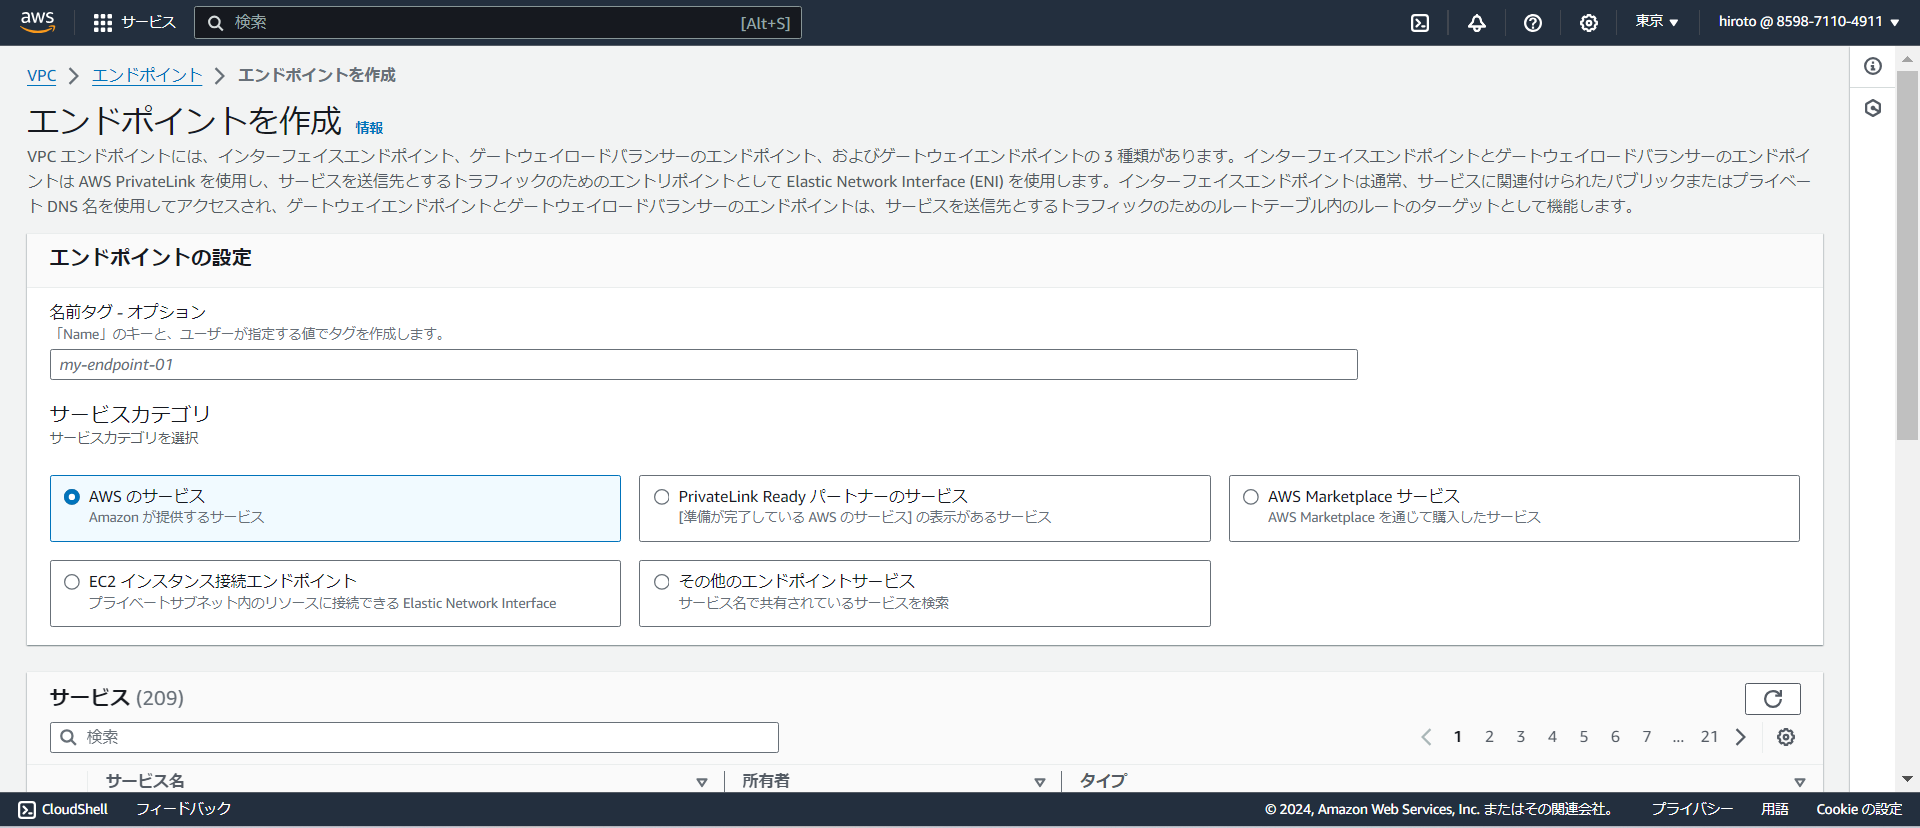 aws サービス 検索 [Alt+S] 東京 hiroto @ 8598-7110-4911
VPC エンドポイント エンドポイントを作成
エンドポイントを作成 情報
VPC エンドポイントには、インターフェイスエンドポイント、ゲートウェイロードバランサーのエンドポイント、およびゲートウェイエンドポイントの 3 種類があります。インターフェイスエンドポイントとゲートウェイロードバランサーのエンドポイ
ントは AWS PrivateLink を使用し、サービスを送信先とするトラフィックのためのエントリポイントとして Elastic Network Interface (ENI) を使用します。インターフェイスエンドポイントは通常、サービスに関連付けられたパブリックまたはプライベー
ト DNS 名を使用してアクセスされ、ゲートウェイエンドポイントとゲートウェイロードバランサーのエンドポイントは、サービスを送信先とするトラフィックのためのルートテーブル内のルートのターゲットとして機能します。
エンドポイントの設定
名前タグ - オプション
「Name」のキーと、ユーザーが指定する値でタグを作成します。
my-endpoint-01
サービスカテゴリ
サービスカテゴリを選択
AWS のサービス
Amazon が提供するサービス
PrivateLink Ready パートナーのサービス
[準備が完了している AWS のサービス] の表示があるサービス
AWS Marketplace サービス
AWS Marketplace を通じて購入したサービス
EC2 インスタンス接続エンドポイント
プライベートサブネット内のリソースに接続できる Elastic Network Interface
その他のエンドポイントサービス
サービス名で共有されているサービスを検索
サービス (209)
検索 1 2 3 4 5 6 7 ... 21
サービス名 所有者 タイプ
CloudShell フィードバック © 2024, Amazon Web Services, Inc. またはその関連会社。 プライバシー 用語 Cookie の設定